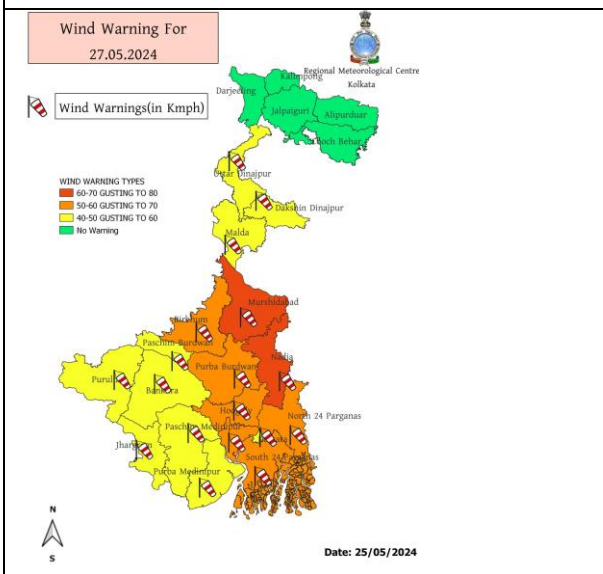 Wind Warning For
27.05.2024
Regional Meteorological Centre
Kolkata
Wind Warnings(in Kmph)
Kalimpong
Darjeeling
Jalpaiguri
Alipurduar
Cooch Behar
WIND WARNING TYPES
60-70 GUSTING TO 80
50-60 GUSTING TO 70
40-50 GUSTING TO 60
No Warning
Uttar Dinajpur
Dakshin Dinajpur
Malda
Murshidabad
Birbhum
Paschim Burdwan
Nadia
Purba Burdwan
Purulia
Bankura
North 24 Parganas
Paschim Medinipur
Jhargram
South 24 Parganas
Purba Medinipur
N
S
Date: 25/05/2024